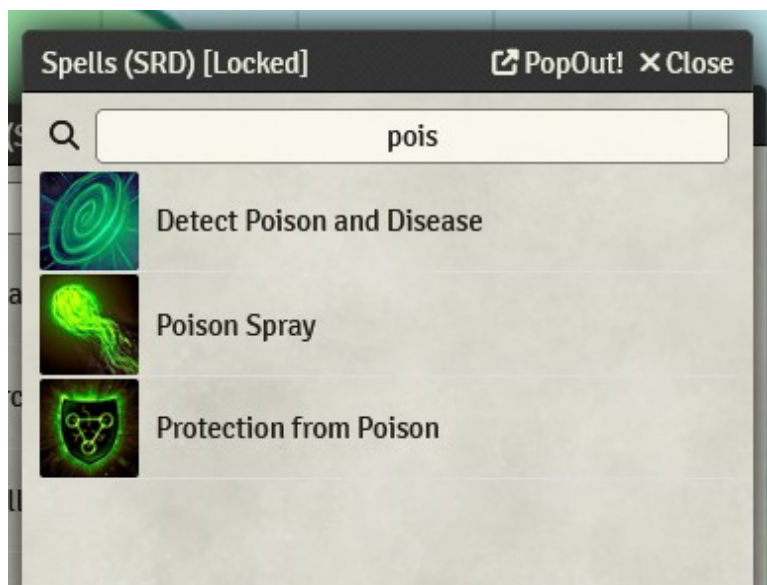 Spells (SRD) [Locked] PopOut! Close
pois
Detect Poison and Disease
Poison Spray
Protection from Poison